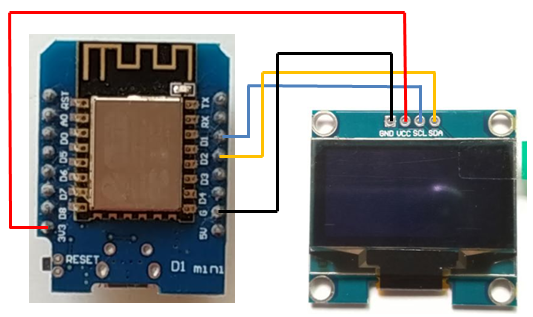 RST
A0
D0
D5
D6
D7
D8
3V3
TX
RX
D1
D2
D3
D4
G
5V
RESET
D1 mini
GND VCC SCL SDA